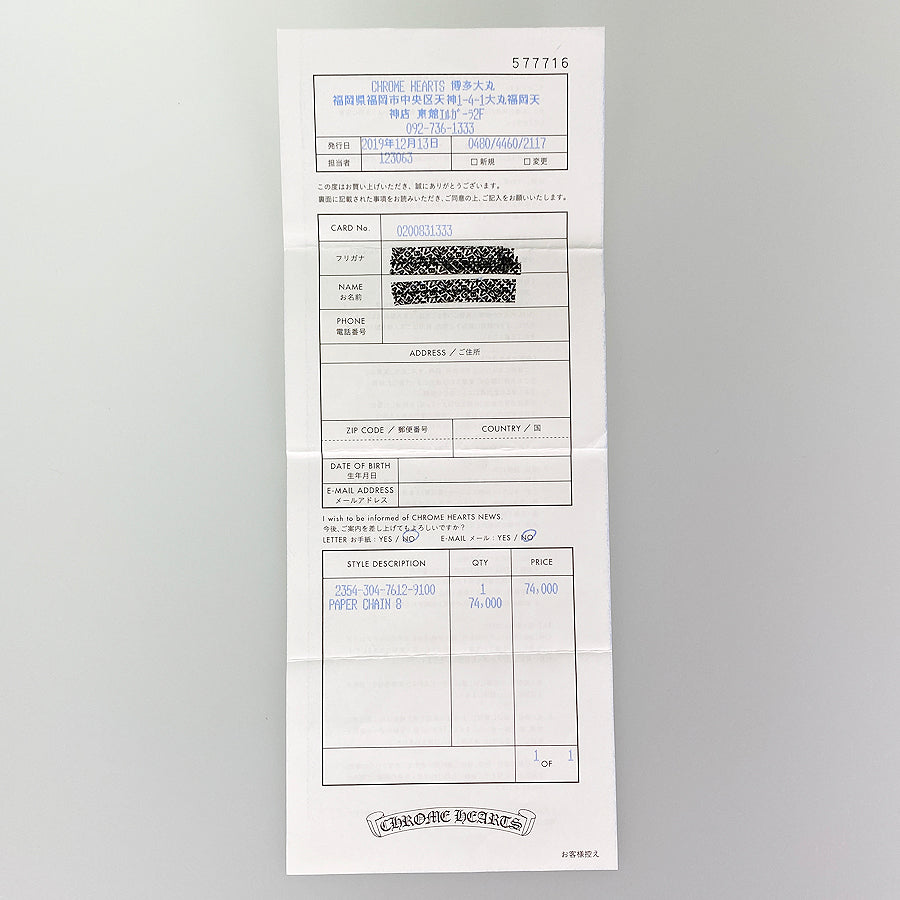 577716
CHROME HEARTS 博多大丸
福岡県福岡市中央区天神1-4-1大丸福岡天
神店 東館ｴﾙｶﾞｰﾗ2F
092-736-1333
発行日 2019年12月13日 0480/4460/2117
担当者 123063 □ 新規 □ 変更
この度はお買い上げいただき、誠にありがとうございます。
裏面に記載された事項をお読みいただき、ご同意の上、ご記入をお願いいたします。
CARD No. 0200831333
フリガナ
NAME
お名前
PHONE
電話番号
ADDRESS ／ご住所
ZIP CODE ／ 郵便番号 COUNTRY ／ 国
DATE OF BIRTH
生年月日
E-MAIL ADDRESS
メールアドレス
I wish to be informed of CHROME HEARTS NEWS.
今後、ご案内を差し上げてもよろしいですか？
LETTER お手紙 : YES / NO E-MAIL メール : YES / NO
STYLE DESCRIPTION QTY PRICE
2354-304-7612-9100 1 74,000
PAPER CHAIN 8 74,000
1 OF 1
CHROME HEARTS
お客様控え